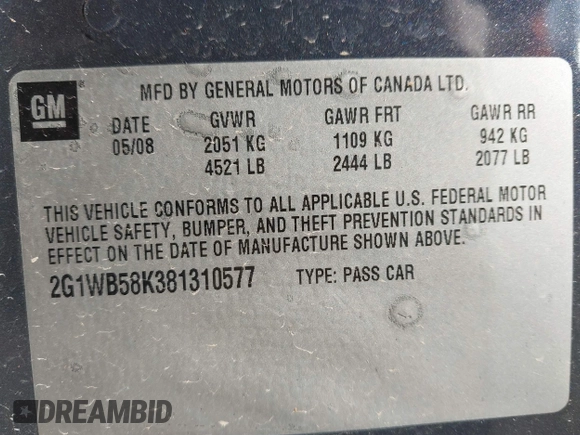 GM
MFD BY GENERAL MOTORS OF CANADA LTD.
DATE GVWR GAWR FRT GAWR RR
05/08 2051 KG 1109 KG 942 KG
4521 LB 2444 LB 2077 LB
THIS VEHICLE CONFORMS TO ALL APPLICABLE U.S. FEDERAL MOTOR
VEHICLE SAFETY, BUMPER, AND THEFT PREVENTION STANDARDS IN
EFFECT ON THE DATE OF MANUFACTURE SHOWN ABOVE.
2G1WB58K381310577 TYPE: PASS CAR
DREAMBID